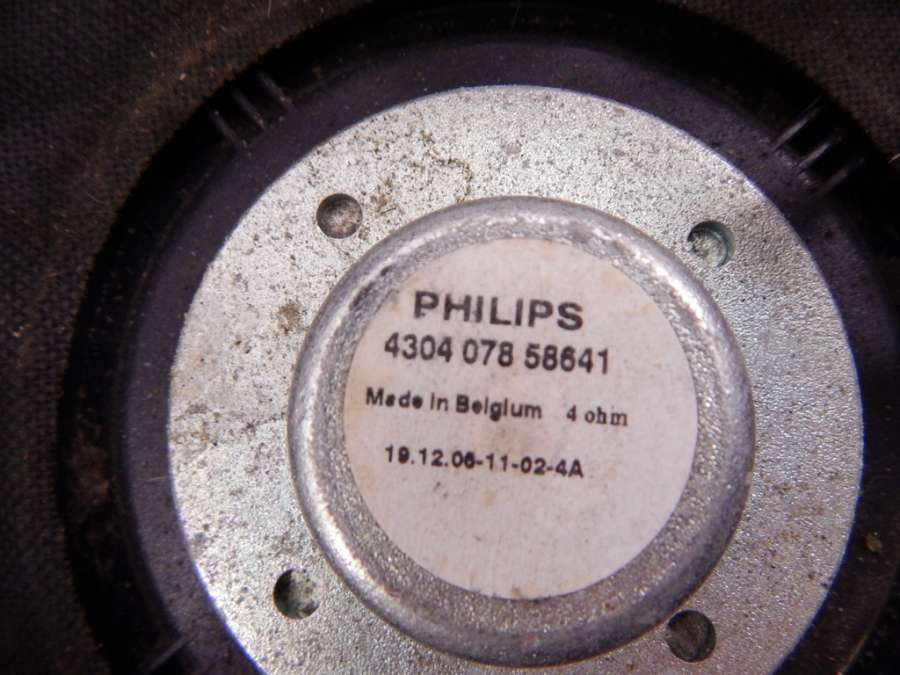 PHILIPS
4304 078 58641
Made in Belgium 4 ohm
19.12.06-11-02-4A